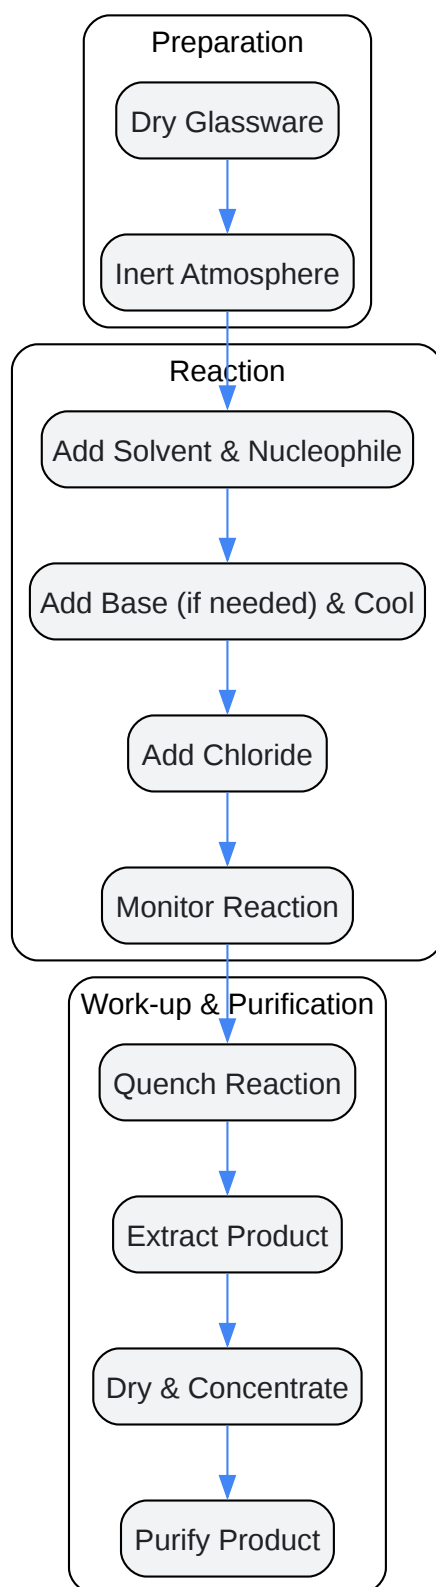 Preparation
Dry Glassware
Inert Atmosphere
Reaction
Add Solvent & Nucleophile
Add Base (if needed) & Cool
Add Chloride
Monitor Reaction
Work-up & Purification
Quench Reaction
Extract Product
Dry & Concentrate
Purify Product